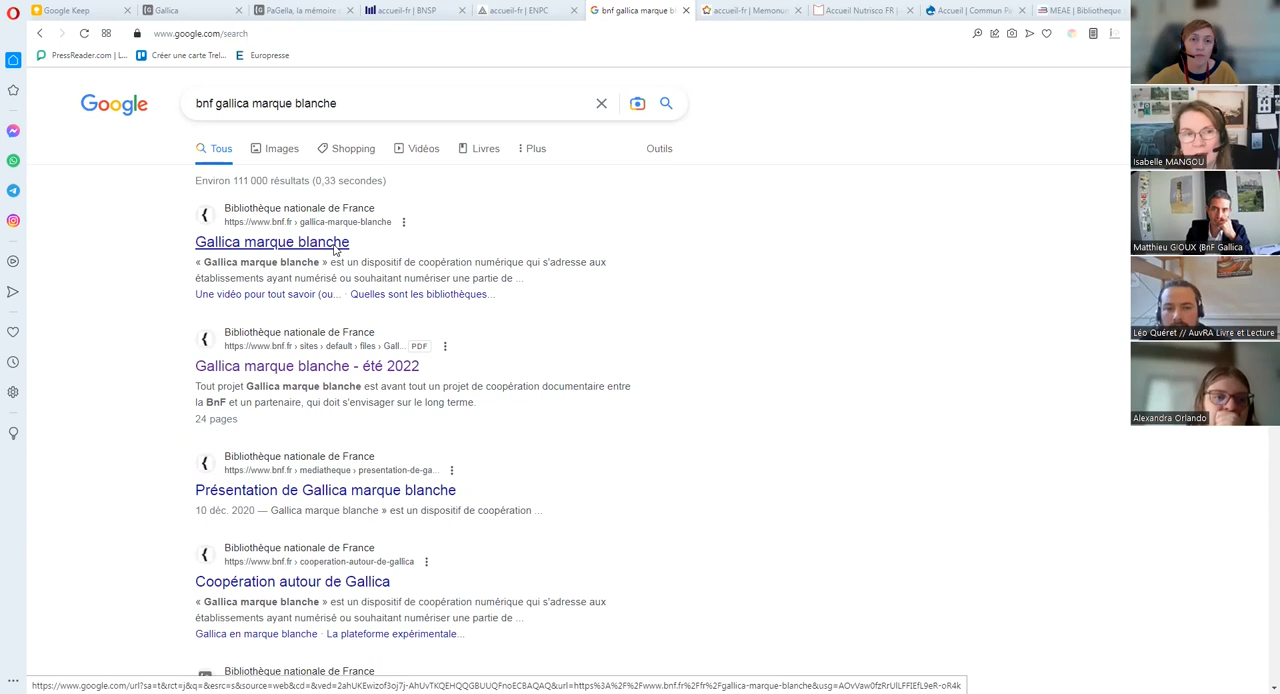 Google Keep
Gallica
PaGella, la mémoire
accueil-fr | BNSP
accueil-fr | ENPC
bnf gallica marque bl
accueil-fr | Memonum
Accueil Nutrisco FR |
Accueil | Commun Pa
MEAE | Bibliotheque
www.google.com/search
PressReader.com | L...
Créer une carte Trel...
Europresse
Google
bnf gallica marque blanche
Tous
Images
Shopping
Vidéos
Livres
Plus
Outils
Environ 111 000 résultats (0,33 secondes)
Bibliothèque nationale de France
https://www.bnf.fr › gallica-marque-blanche
Gallica marque blanche
« Gallica marque blanche » est un dispositif de coopération numérique qui s'adresse aux
établissements ayant numérisé ou souhaitant numériser une partie de ...
Une vidéo pour tout savoir (ou... · Quelles sont les bibliothèques...
Bibliothèque nationale de France
https://www.bnf.fr › sites › default › files › Gall... PDF
Gallica marque blanche - été 2022
Tout projet Gallica marque blanche est avant tout un projet de coopération documentaire entre
la BnF et un partenaire, qui doit s'envisager sur le long terme.
24 pages
Bibliothèque nationale de France
https://www.bnf.fr › mediatheque › presentation-de-ga...
Présentation de Gallica marque blanche
10 déc. 2020 — Gallica marque blanche » est un dispositif de coopération ...
Bibliothèque nationale de France
https://www.bnf.fr › cooperation-autour-de-gallica
Coopération autour de Gallica
« Gallica marque blanche » est un dispositif de coopération numérique qui s'adresse aux
établissements ayant numérisé ou souhaitant numériser une partie de ...
Gallica en marque blanche · La plateforme expérimentale...
Bibliothèque nationale de France
Isabelle MANGOU
Matthieu GIOUX (BnF Gallica
Léo Quéret // AuvRA Livre et Lecture
Alexandra Orlando